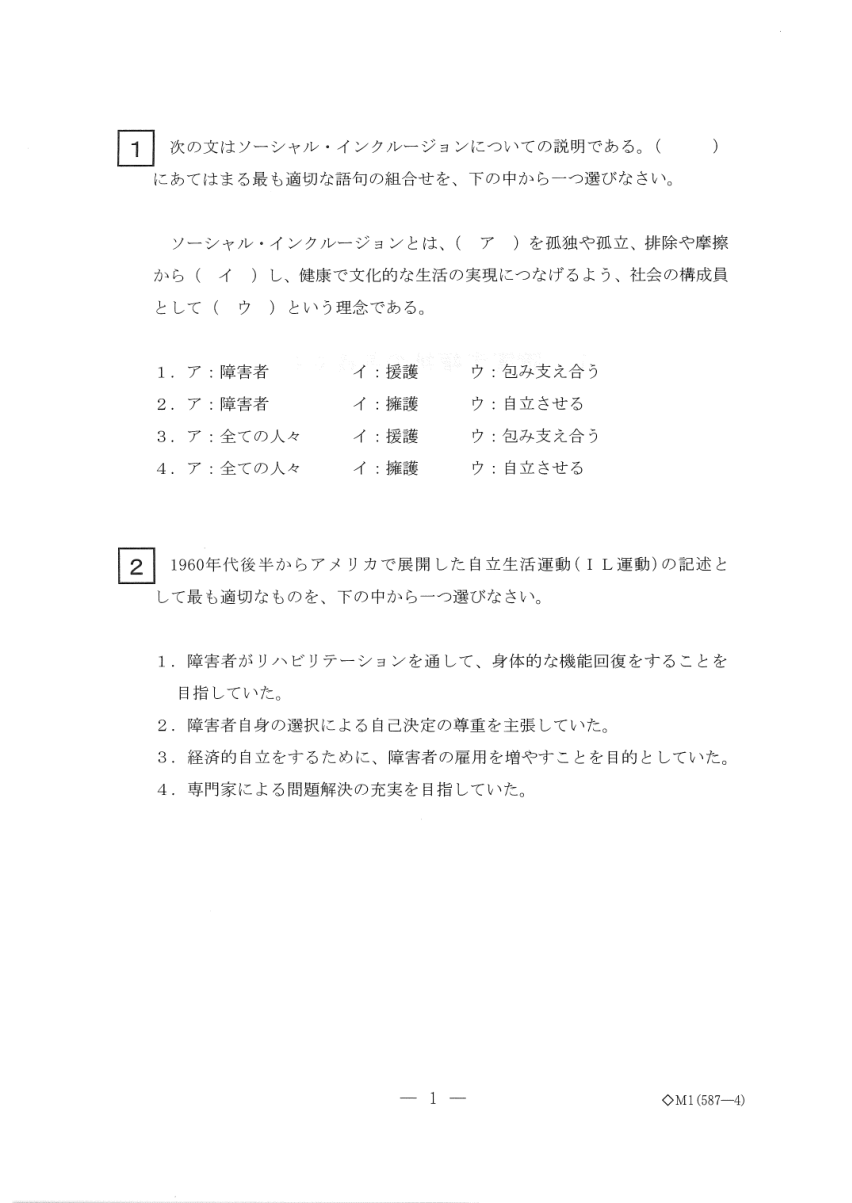 1 次の文はソーシャル・インクルージョンについての説明である。(　　　)
にあてはまる最も適切な語句の組合せを、下の中から一つ選びなさい。
ソーシャル・インクルージョンとは、(　ア　)を孤独や孤立、排除や摩擦
から(　イ　)し、健康で文化的な生活の実現につなげるよう、社会の構成員
として(　ウ　)という理念である。
1．ア：障害者　イ：援護　ウ：包み支え合う
2．ア：障害者　イ：擁護　ウ：自立させる
3．ア：全ての人々　イ：援護　ウ：包み支え合う
4．ア：全ての人々　イ：擁護　ウ：自立させる
2 1960年代後半からアメリカで展開した自立生活運動(ＩＬ運動)の記述と
して最も適切なものを、下の中から一つ選びなさい。
1．障害者がリハビリテーションを通して、身体的な機能回復をすることを
目指していた。
2．障害者自身の選択による自己決定の尊重を主張していた。
3．経済的自立をするために、障害者の雇用を増やすことを目的としていた。
4．専門家による問題解決の充実を目指していた。
― 1 ―
◇M1(587―4)